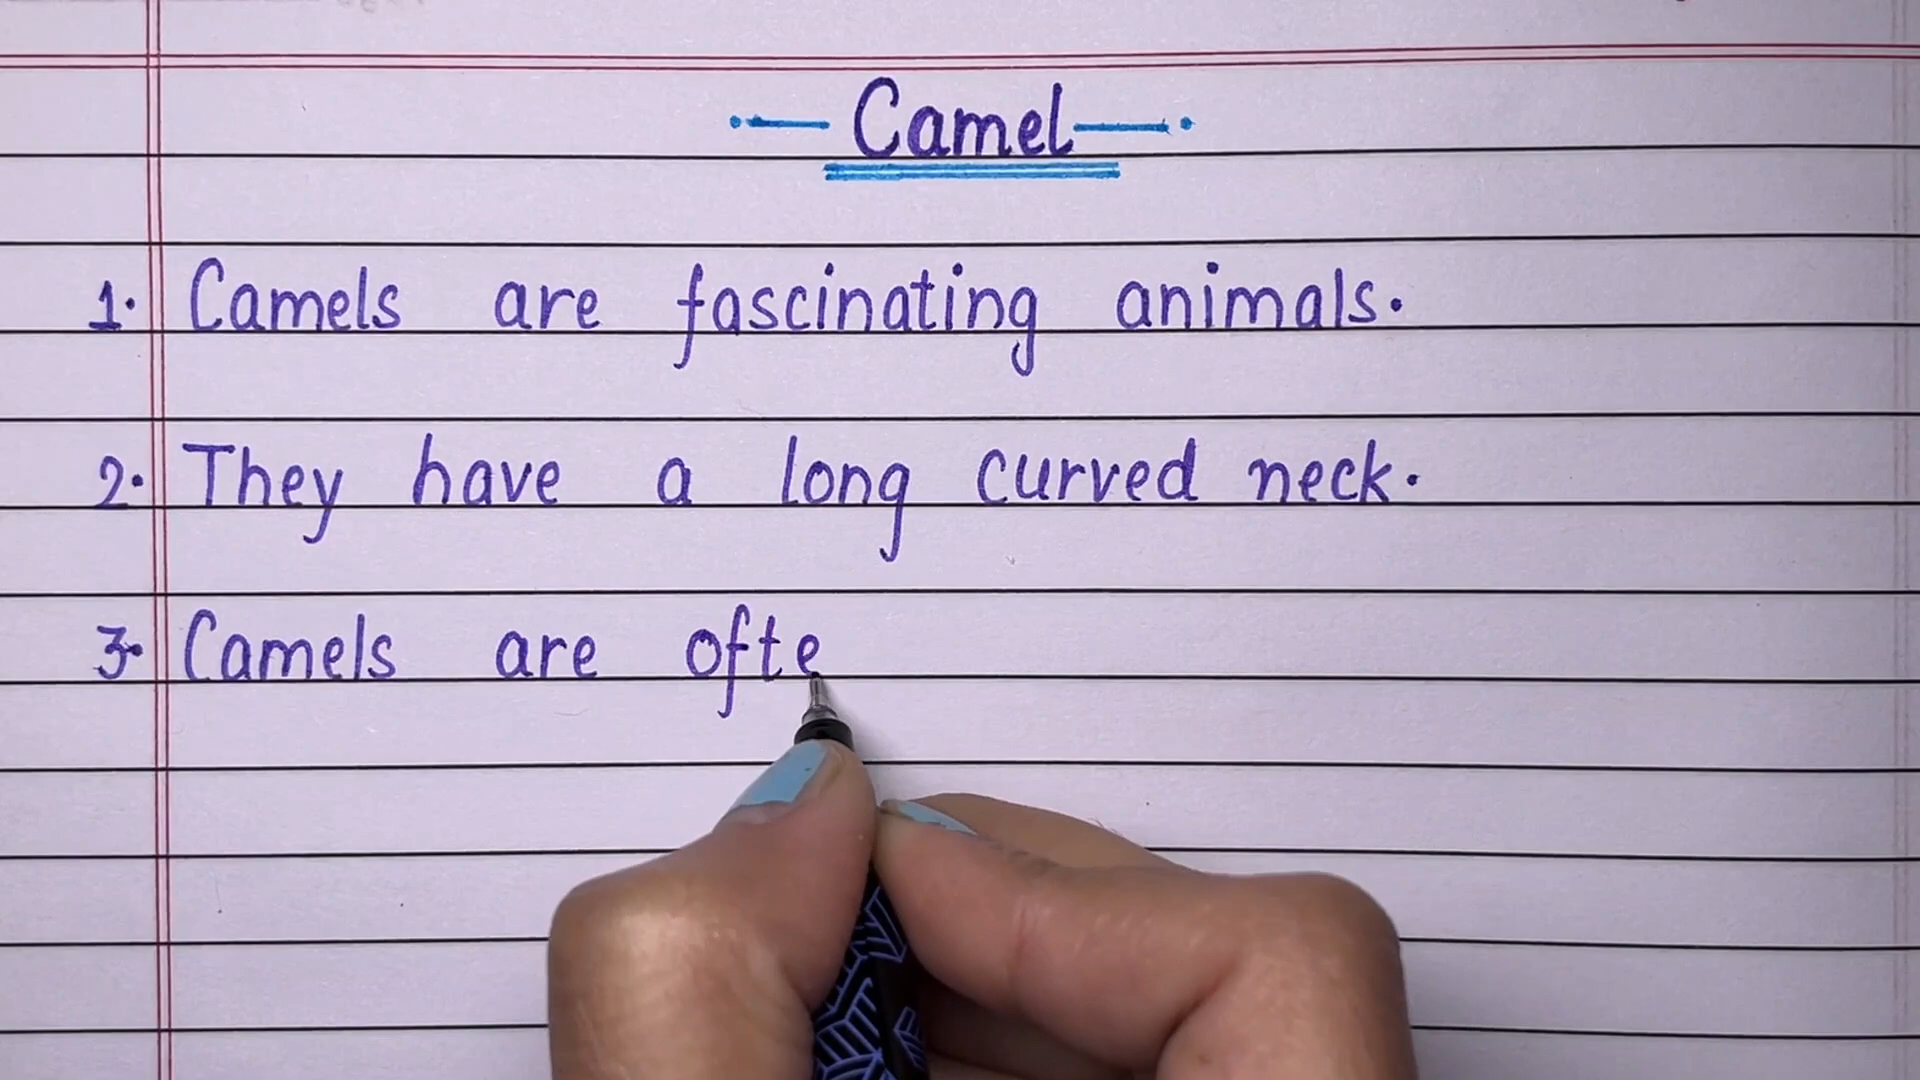 Camel
1. Camels are fascinating animals.
2. They have a long curved neck.
3. Camels are ofte